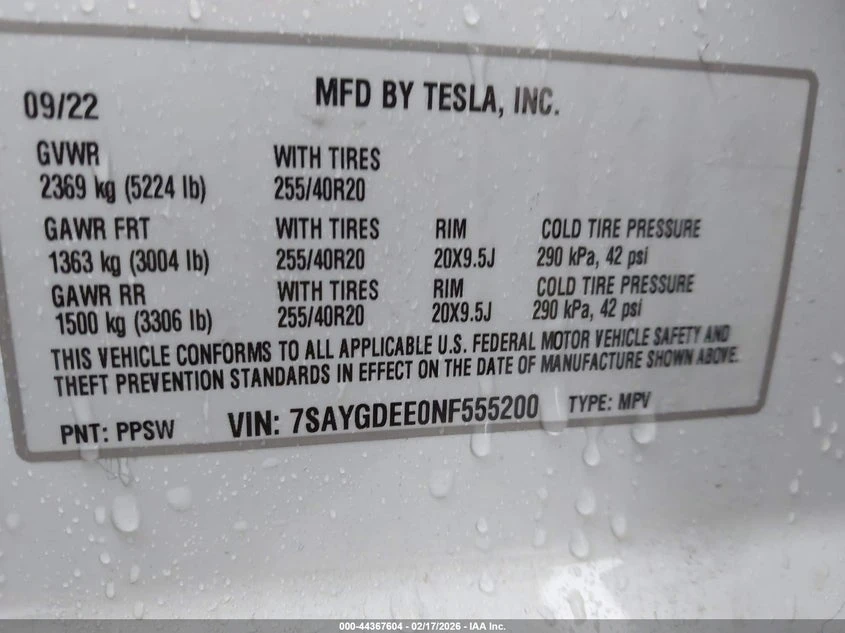 09/22 MFD BY TESLA, INC.
GVWR WITH TIRES
2369 kg (5224 lb) 255/40R20
GAWR FRT WITH TIRES RIM COLD TIRE PRESSURE
1363 kg (3004 lb) 255/40R20 20X9.5J 290 kPa, 42 psi
GAWR RR WITH TIRES RIM COLD TIRE PRESSURE
1500 kg (3306 lb) 255/40R20 20X9.5J 290 kPa, 42 psi
THIS VEHICLE CONFORMS TO ALL APPLICABLE U.S. FEDERAL MOTOR VEHICLE SAFETY AND
THEFT PREVENTION STANDARDS IN EFFECT ON THE DATE OF MANUFACTURE SHOWN ABOVE.
PNT: PPSW VIN: 7SAYGDEE0NF555200 TYPE: MPV
000-44367604 - 02/17/2026 - IAA Inc.